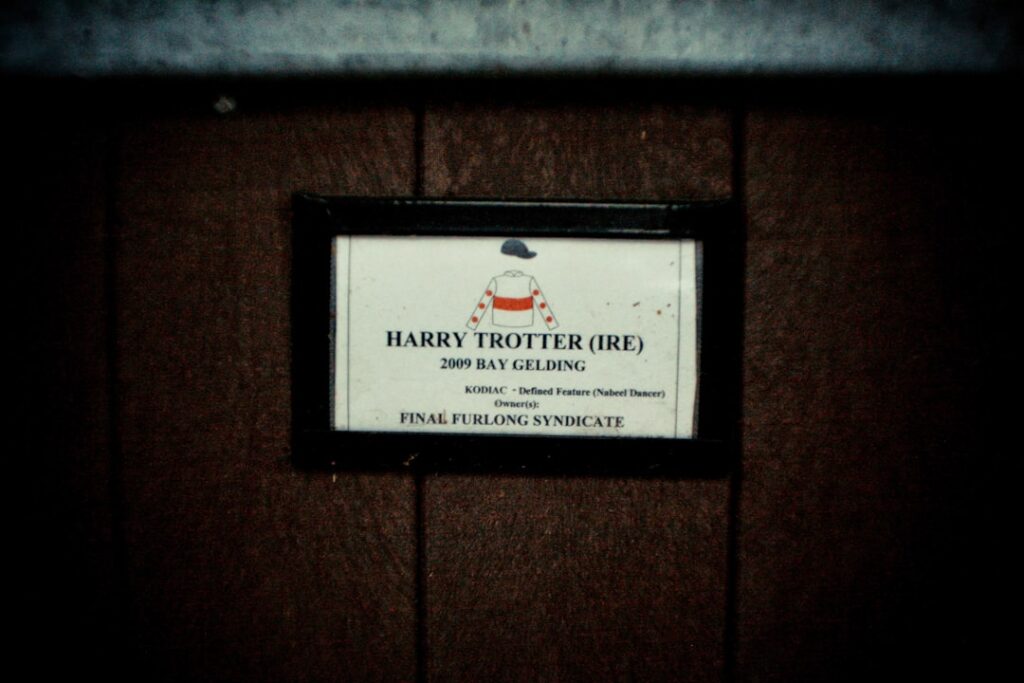 HARRY TROTTER (IRE)
2009 BAY GELDING
KODIAC - Defined Feature (Nabeel Dancer)
Owner(s):
FINAL FURLONG SYNDICATE